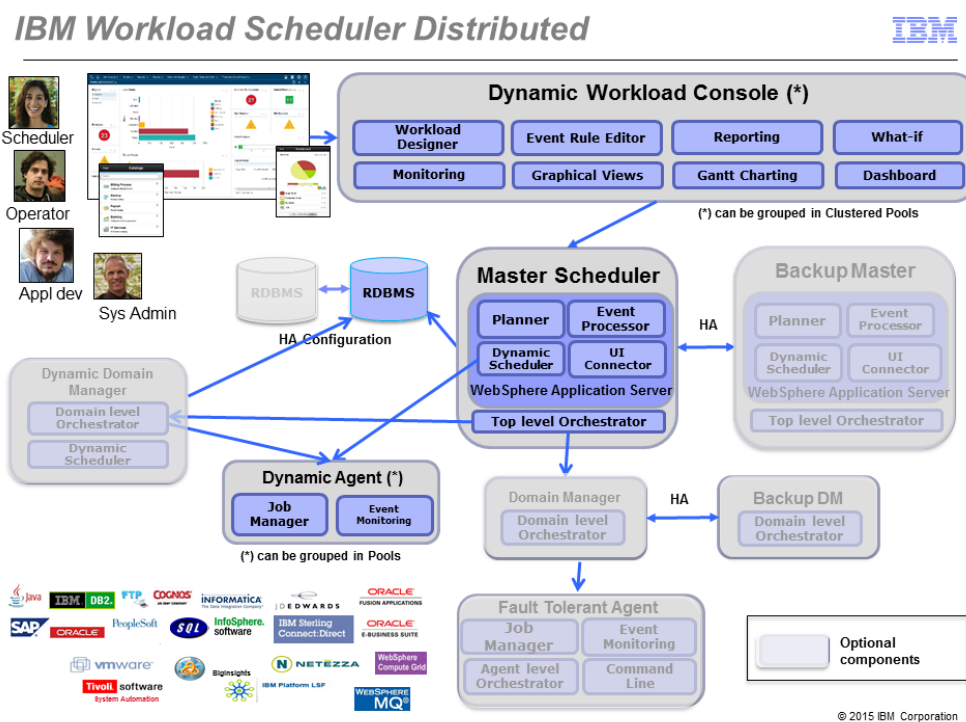 IBM Workload Scheduler Distributed
IBM
Scheduler
Operator
Appl dev
Sys Admin
Dynamic Workload Console (*)
Workload
Designer
Event Rule Editor
Reporting
What-if
Monitoring
Graphical Views
Gantt Charting
Dashboard
(*) can be grouped in Clustered Pools
RDBMS
RDBMS
HA Configuration
Master Scheduler
Planner
Event
Processor
Dynamic
Scheduler
UI
Connector
WebSphere Application Server
Top level Orchestrator
HA
Backup Master
Planner
Event
Processor
Dynamic
Scheduler
UI
Connector
WebSphere Application Server
Top level Orchestrator
Dynamic Domain
Manager
Domain level
Orchestrator
Dynamic
Scheduler
Dynamic Agent (*)
Job
Manager
Event
Monitoring
(*) can be grouped in Pools
Domain Manager
Domain level
Orchestrator
HA
Backup DM
Domain level
Orchestrator
Fault Tolerant Agent
Job
Manager
Event
Monitoring
Agent level
Orchestrator
Command
Line
Optional
components
Java
IBM DB2.
FTP
COGNOS
AN IBM COMPANY
INFORMATICA
The Data Integration Company
JDEDWARDS
ORACLE
FUSION APPLICATIONS
SAP
ORACLE
PeopleSoft
SQL
InfoSphere.
software
IBM Sterling
Connect:Direct
ORACLE
E-BUSINESS SUITE
vmware
BigInsights
NETEZZA
WebSphere
Compute Grid
Tivoli. software
System Automation
IBM Platform LSF
WEBSPHERE
MQ
© 2015 IBM Corporation